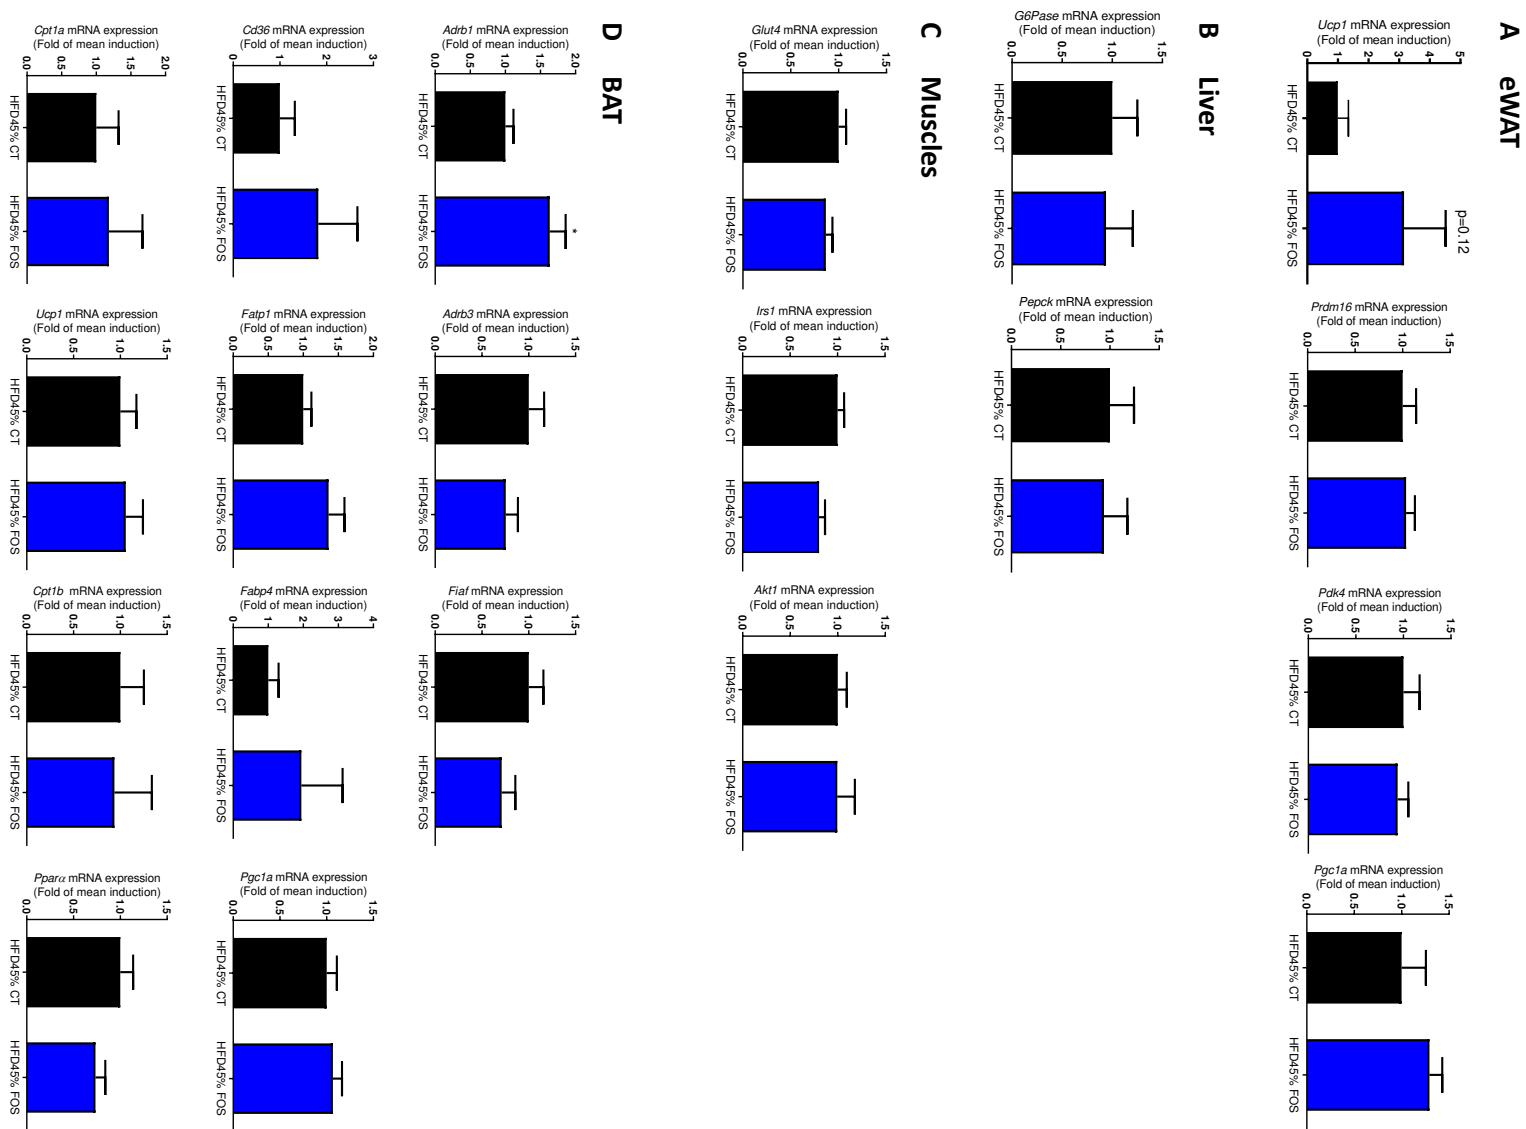 A eWAT
Ucp1 mRNA expression
(Fold of mean induction)
5
4
3
2
1
0
p=0.12
HFD45% CT
HFD45% FOS
Prdm16 mRNA expression
(Fold of mean induction)
1.5
1.0
0.5
0.0
HFD45% CT
HFD45% FOS
Pdk4 mRNA expression
(Fold of mean induction)
1.5
1.0
0.5
0.0
HFD45% CT
HFD45% FOS
Pgc1a mRNA expression
(Fold of mean induction)
1.5
1.0
0.5
0.0
HFD45% CT
HFD45% FOS
B Liver
G6Pase mRNA expression
(Fold of mean induction)
1.5
1.0
0.5
0.0
HFD45% CT
HFD45% FOS
Pepck mRNA expression
(Fold of mean induction)
1.5
1.0
0.5
0.0
HFD45% CT
HFD45% FOS
C Muscles
Glut4 mRNA expression
(Fold of mean induction)
1.5
1.0
0.5
0.0
HFD45% CT
HFD45% FOS
Irs1 mRNA expression
(Fold of mean induction)
1.5
1.0
0.5
0.0
HFD45% CT
HFD45% FOS
Akt1 mRNA expression
(Fold of mean induction)
1.5
1.0
0.5
0.0
HFD45% CT
HFD45% FOS
D BAT
Adrb1 mRNA expression
(Fold of mean induction)
2.0
1.5
1.0
0.5
0.0
*
HFD45% CT
HFD45% FOS
Adrb3 mRNA expression
(Fold of mean induction)
1.5
1.0
0.5
0.0
HFD45% CT
HFD45% FOS
Fiaf mRNA expression
(Fold of mean induction)
1.5
1.0
0.5
0.0
HFD45% CT
HFD45% FOS
Cd36 mRNA expression
(Fold of mean induction)
3
2
1
0
HFD45% CT
HFD45% FOS
Fatp1 mRNA expression
(Fold of mean induction)
2.0
1.5
1.0
0.5
0.0
HFD45% CT
HFD45% FOS
Fabp4 mRNA expression
(Fold of mean induction)
4
3
2
1
0
HFD45% CT
HFD45% FOS
Pgc1a mRNA expression
(Fold of mean induction)
1.5
1.0
0.5
0.0
HFD45% CT
HFD45% FOS
Cpt1a mRNA expression
(Fold of mean induction)
2.0
1.5
1.0
0.5
0.0
HFD45% CT
HFD45% FOS
Ucp1 mRNA expression
(Fold of mean induction)
1.5
1.0
0.5
0.0
HFD45% CT
HFD45% FOS
Cpt1b mRNA expression
(Fold of mean induction)
1.5
1.0
0.5
0.0
HFD45% CT
HFD45% FOS
Pparα mRNA expression
(Fold of mean induction)
1.5
1.0
0.5
0.0
HFD45% CT
HFD45% FOS